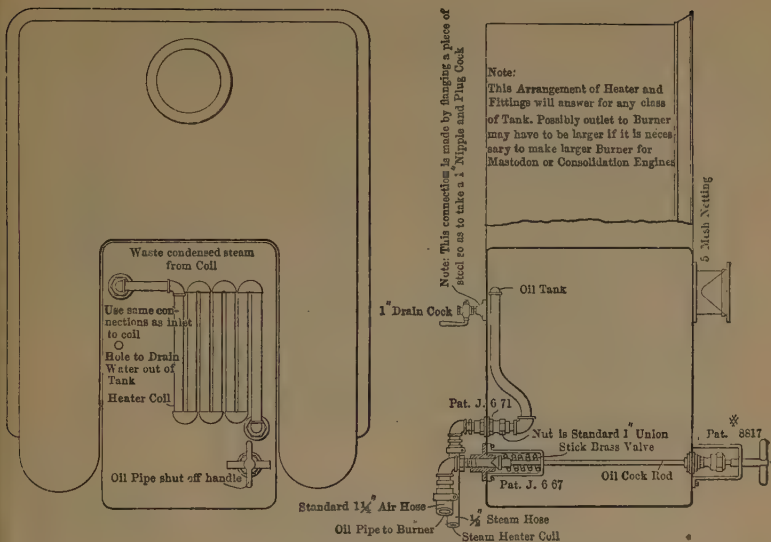 Waste condensed steam
from Coil
Use same con-
nections as inlet
to coil
Hole to Drain
Water out of
Tank
Heater Coil
Oil Pipe shut off handle
Note: This connection is made by flanging a piece of
steel so as to take a 1" Nipple and Plug Cock
Note:
This Arrangement of Heater and
Fittings will answer for any class
of Tank. Possibly outlet to Burner
may have to be larger if it is neces
sary to make larger Burner for
Mastodon or Consolidation Engines
5 Mesh Netting
Oil Tank
1" Drain Cock
Pat. J. 6 71
Nut is Standard 1" Union
Stick Brass Valve
Pat. ※ 8817
Pat. J. 6 67
Oil Cock Rod
Standard 1¼" Air Hose
Oil Pipe to Burner
½" Steam Hose
Steam Heater Coil